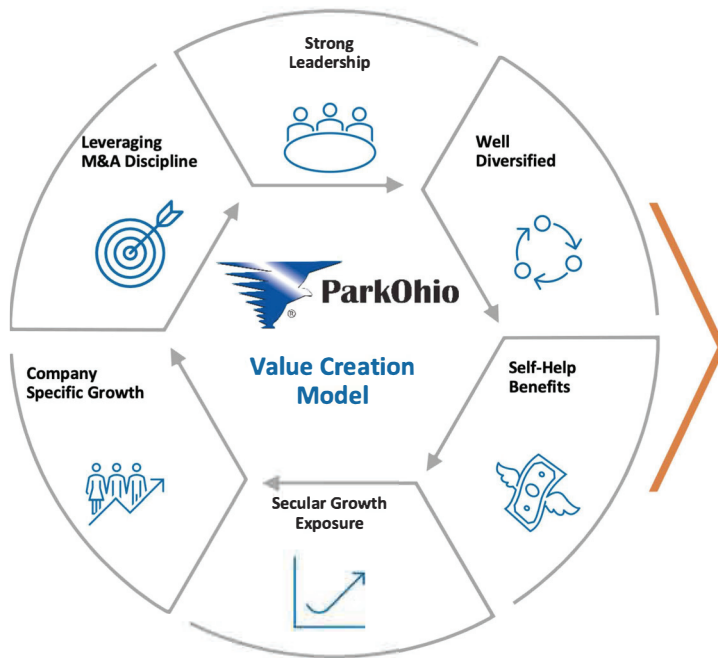 Strong
Leadership
Well
Diversified
Self-Help
Benefits
Secular Growth
Exposure
Company
Specific Growth
Leveraging
M&A Discipline
®
ParkOhio
Value Creation
Model